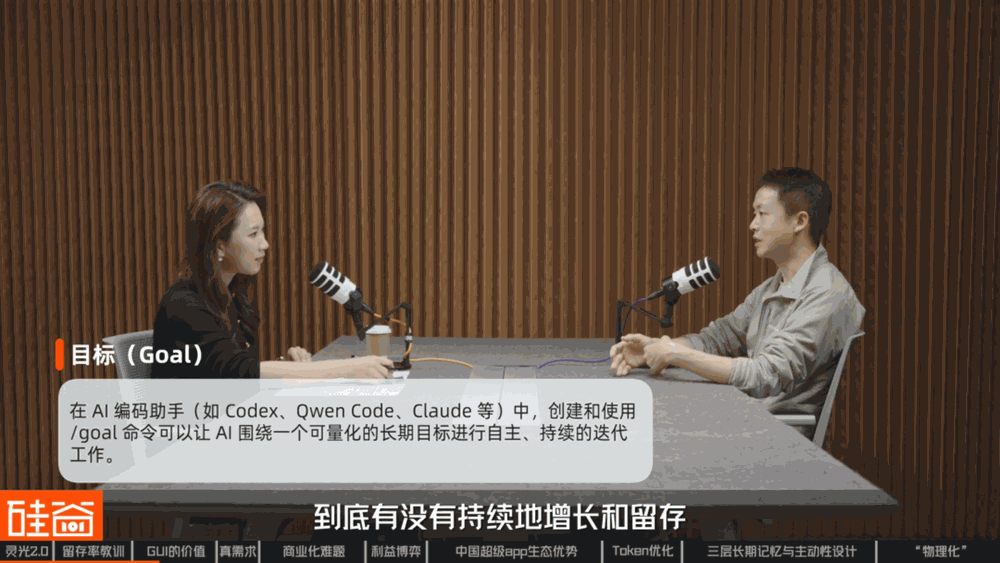 目标（Goal）
在 AI 编码助手（如 Codex、Qwen Code、Claude 等）中，创建和使用
/goal 命令可以让 AI 围绕一个可量化的长期目标进行自主、持续的迭代
工作。
硅谷
101
到底有没有持续地增长和留存
灵光2.0 留存率教训 GUI的价值 真需求 商业化难题 利益博弈 中国超级app生态优势 Token优化 三层长期记忆与主动性设计 “物理化”